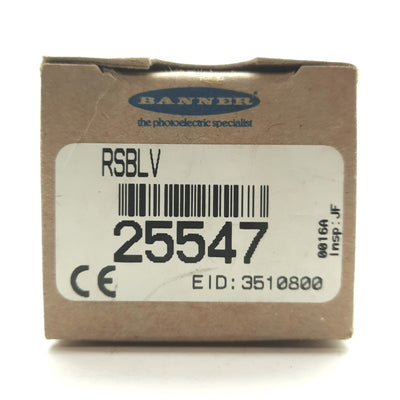 BANNER
the photoelectric specialist
RSBLV
25547
EID: 3510800
0016A
Insp: JF
CE